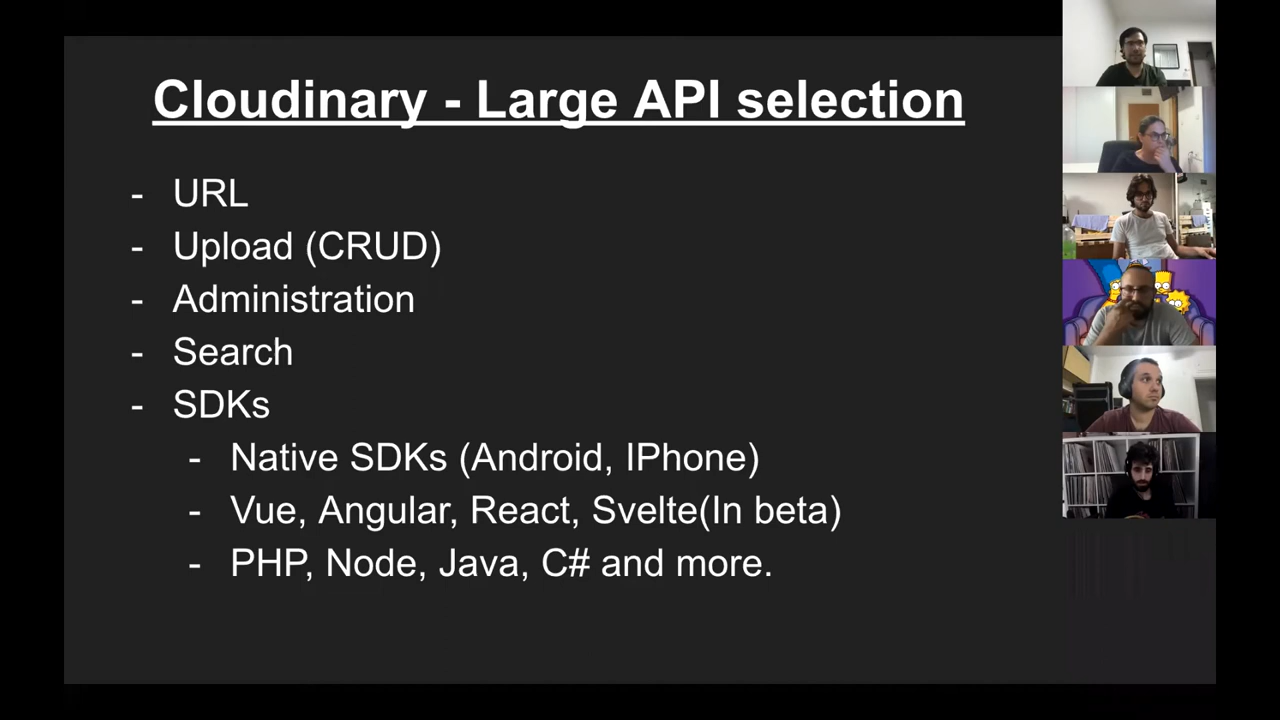 Cloudinary - Large API selection
- URL
- Upload (CRUD)
- Administration
- Search
- SDKs
- Native SDKs (Android, IPhone)
- Vue, Angular, React, Svelte(In beta)
- PHP, Node, Java, C# and more.